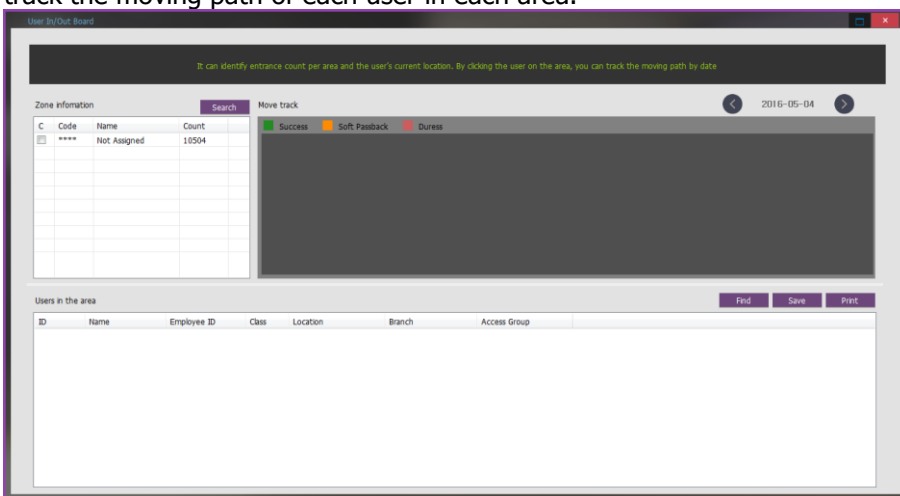 track the moving path of each user in each area.
User In/Out Board
It can identify entrance count per area and the user's current location. By clicking the user on the area, you can track the moving path by date
Zone infomation
Search
Move track
2016-05-04
C Code Name Count
**** Not Assigned 10504
Success Soft Passback Duress
Users in the area
Find Save Print
ID Name Employee ID Class Location Branch Access Group